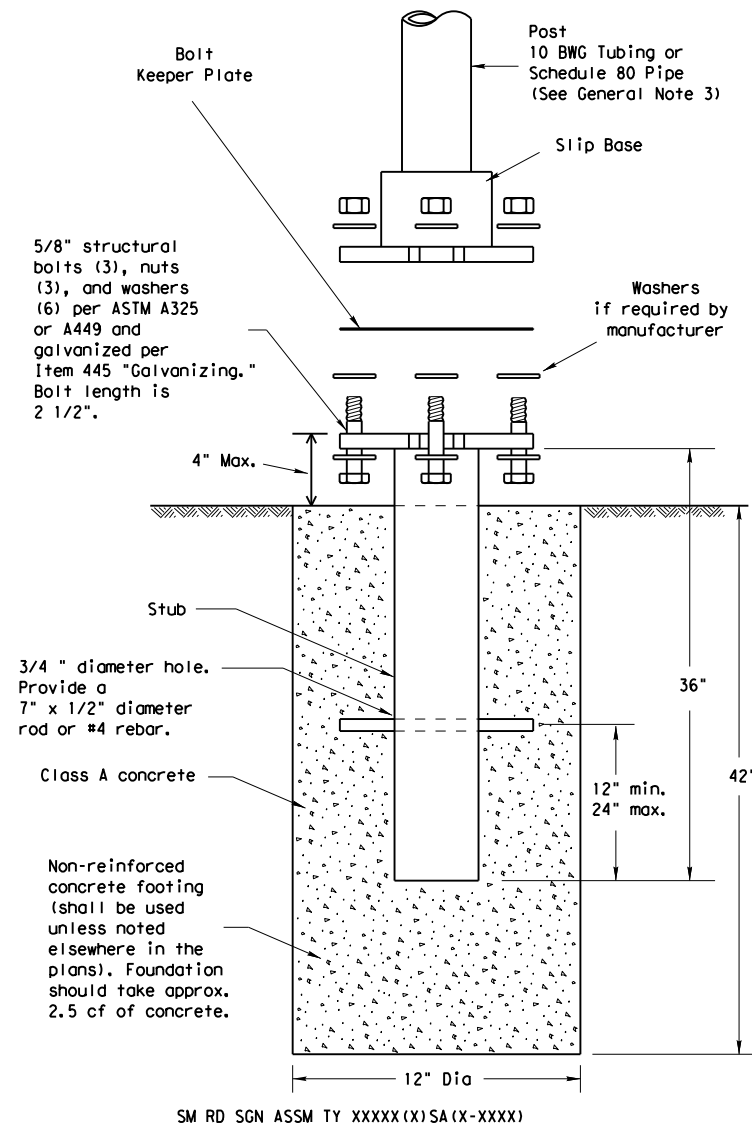 Bolt
Keeper Plate
Post
10 BWG Tubing or
Schedule 80 Pipe
(See General Note 3)
Slip Base
5/8" structural
bolts (3), nuts
(3), and washers
(6) per ASTM A325
or A449 and
galvanized per
Item 445 "Galvanizing."
Bolt length is
2 1/2".
Washers
if required by
manufacturer
4" Max.
Stub
3/4 " diameter hole.
Provide a
7" x 1/2" diameter
rod or #4 rebar.
36"
Class A concrete
12" min.
24" max.
42"
Non-reinforced
concrete footing
(shall be used
unless noted
elsewhere in the
plans). Foundation
should take approx.
2.5 cf of concrete.
12" Dia
SM RD SGN ASSM TY XXXXX(X)SA(X-XXXX)